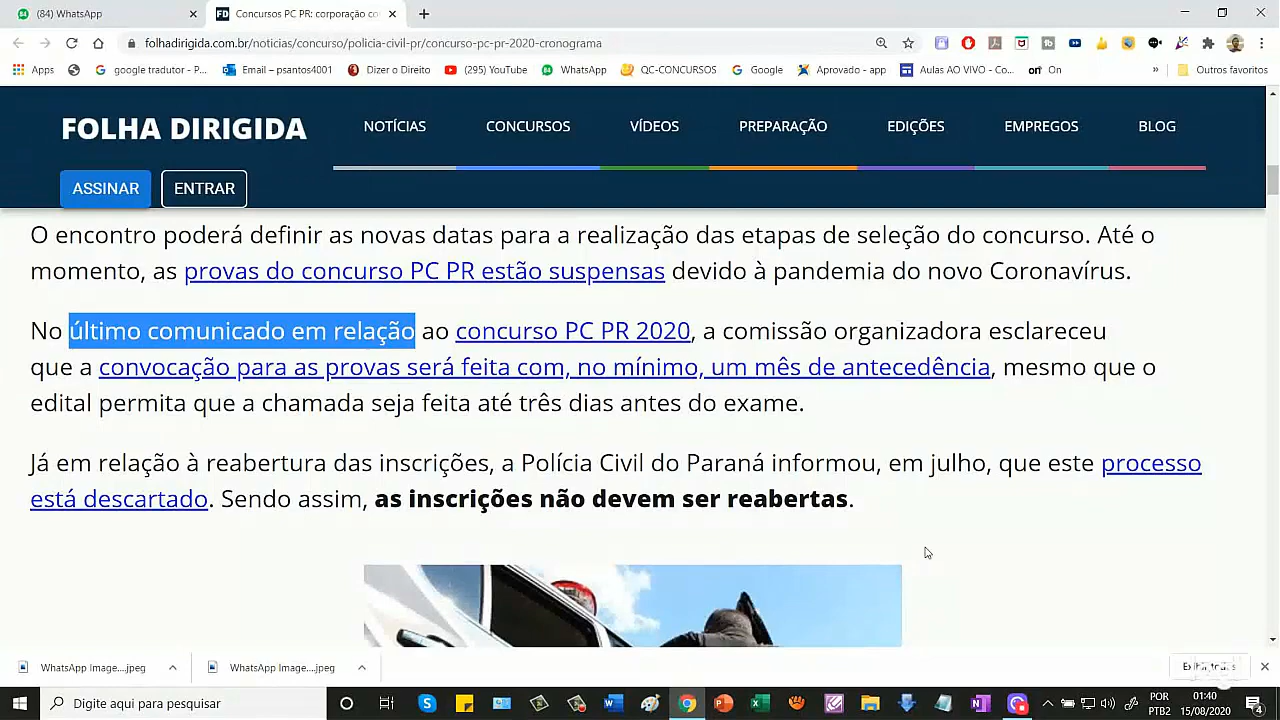 (84) WhatsApp
Concursos PC PR: corporação co
folhadirigida.com.br/noticias/concurso/policia-civil-pr/concurso-pc-pr-2020-cronograma
Apps
google tradutor - P...
Email – psantos4001
Dizer o Direito
(295) YouTube
WhatsApp
QC-CONCURSOS
Google
Aprovado - app
Aulas AO VIVO - Co...
On
Outros favoritos
FOLHA DIRIGIDA
NOTÍCIAS
CONCURSOS
VÍDEOS
PREPARAÇÃO
EDIÇÕES
EMPREGOS
BLOG
ASSINAR
ENTRAR
O encontro poderá definir as novas datas para a realização das etapas de seleção do concurso. Até o
momento, as provas do concurso PC PR estão suspensas devido à pandemia do novo Coronavírus.
No último comunicado em relação ao concurso PC PR 2020, a comissão organizadora esclareceu
que a convocação para as provas será feita com, no mínimo, um mês de antecedência, mesmo que o
edital permita que a chamada seja feita até três dias antes do exame.
Já em relação à reabertura das inscrições, a Polícia Civil do Paraná informou, em julho, que este processo
está descartado. Sendo assim, as inscrições não devem ser reabertas.
WhatsApp Image....jpeg
WhatsApp Image....jpeg
Digite aqui para pesquisar
POR
PTB2
01:40
15/08/2020